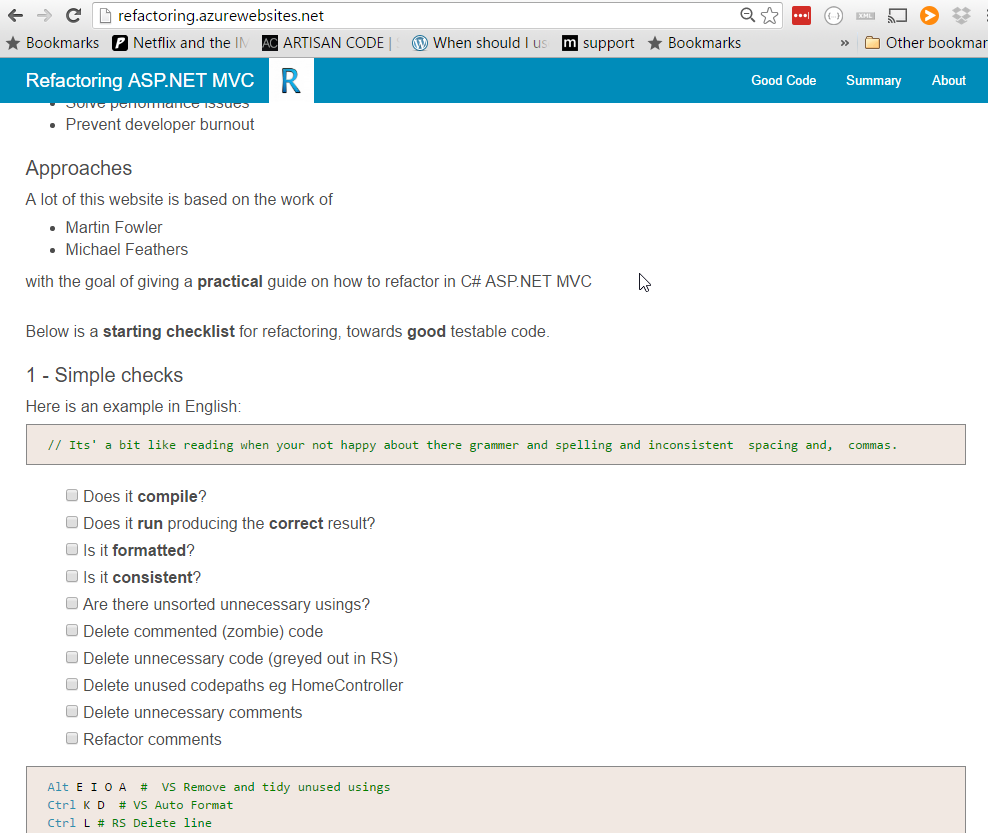 refactoring.azurewebsites.net
Bookmarks Netflix and the IM ARTISAN CODE | When should I us support Bookmarks » Other bookmar
Refactoring ASP.NET MVC R Good Code Summary About
Solve performance issues
Prevent developer burnout
Approaches
A lot of this website is based on the work of
Martin Fowler
Michael Feathers
with the goal of giving a practical guide on how to refactor in C# ASP.NET MVC
Below is a starting checklist for refactoring, towards good testable code.
1 - Simple checks
Here is an example in English:
// Its' a bit like reading when your not happy about there grammer and spelling and inconsistent  spacing and,  commas.
Does it compile?
Does it run producing the correct result?
Is it formatted?
Is it consistent?
Are there unsorted unnecessary usings?
Delete commented (zombie) code
Delete unnecessary code (greyed out in RS)
Delete unused codepaths eg HomeController
Delete unnecessary comments
Refactor comments
Alt E I O A  #  VS Remove and tidy unused usings
Ctrl K D  # VS Auto Format
Ctrl L # RS Delete line